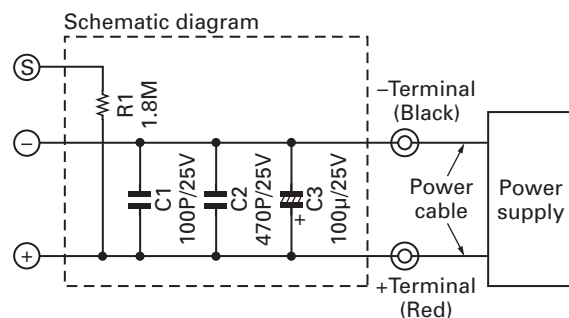 Schematic diagram
S
R1
1.8M
−Terminal
(Black)
−
C1
100P/25V
C2
470P/25V
+
C3
100µ/25V
Power
cable
Power
supply
+
+Terminal
(Red)